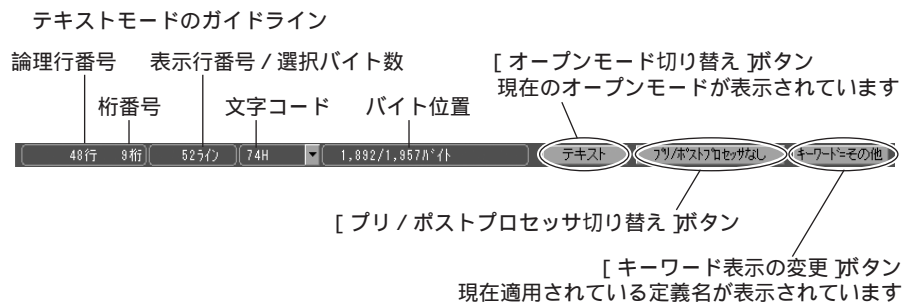 テキストモードのガイドライン
論理行番号 表示行番号 / 選択バイト数 [ オープンモード切り替え ]ボタン
現在のオープンモードが表示されています
桁番号 文字コード バイト位置
48行 9桁 52ﾗｲﾝ 74H 1,892/1,957ﾊﾞｲﾄ テキスト ﾌﾟﾘ/ﾎﾟｽﾄﾌﾟﾛｾｯｻなし ｷｰﾜｰﾄﾞ=その他
[ プリ / ポストプロセッサ切り替え ]ボタン
[ キーワード表示の変更 ]ボタン
現在適用されている定義名が表示されています